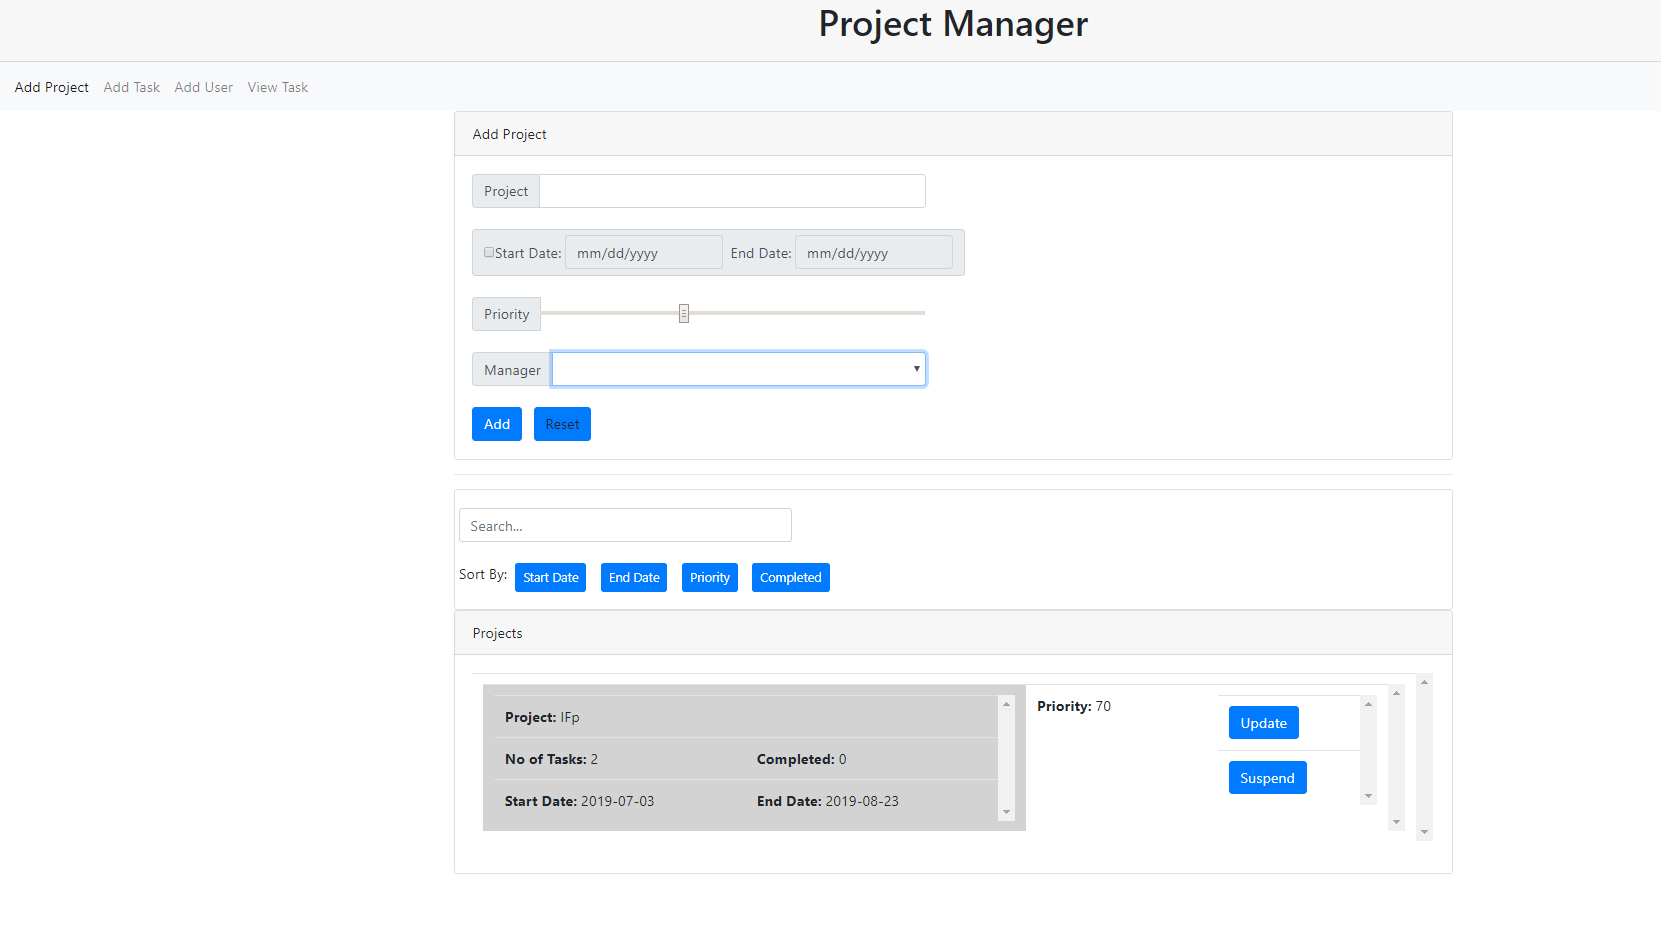 Project Manager
Add Project Add Task Add User View Task
Add Project
Project
Start Date: mm/dd/yyyy End Date: mm/dd/yyyy
Priority
Manager
Add Reset
Search...
Sort By: Start Date End Date Priority Completed
Projects
Project: IFp
Priority: 70
Update
No of Tasks: 2 Completed: 0
Suspend
Start Date: 2019-07-03 End Date: 2019-08-23